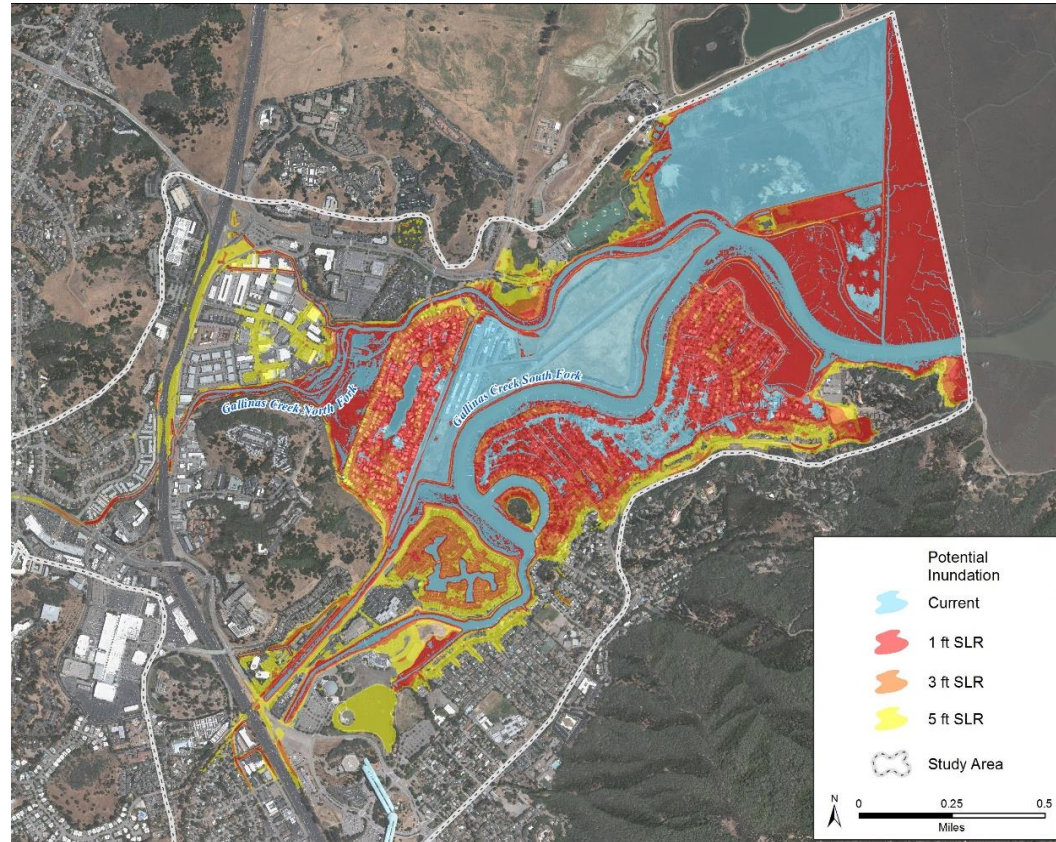 Gallinas Creek North Fork
Gallinas Creek South Fork
Potential
Inundation
Current
1 ft SLR
3 ft SLR
5 ft SLR
Study Area
N
0 0.25 0.5
Miles